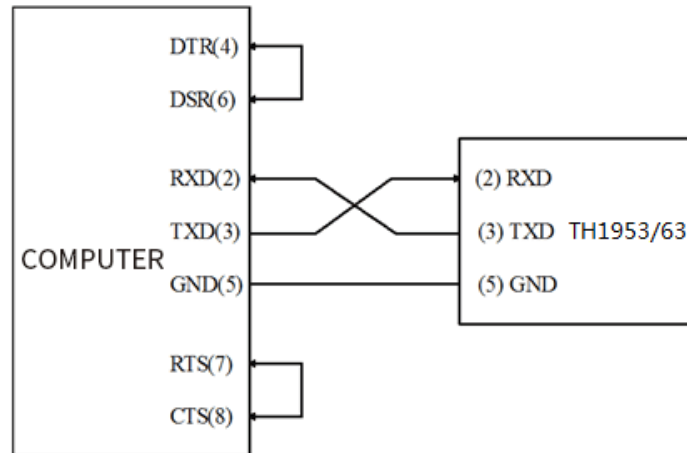 DTR(4)
DSR(6)
RXD(2)
(2) RXD
TXD(3)
(3) TXD TH1953/63
COMPUTER
GND(5)
(5) GND
RTS(7)
CTS(8)